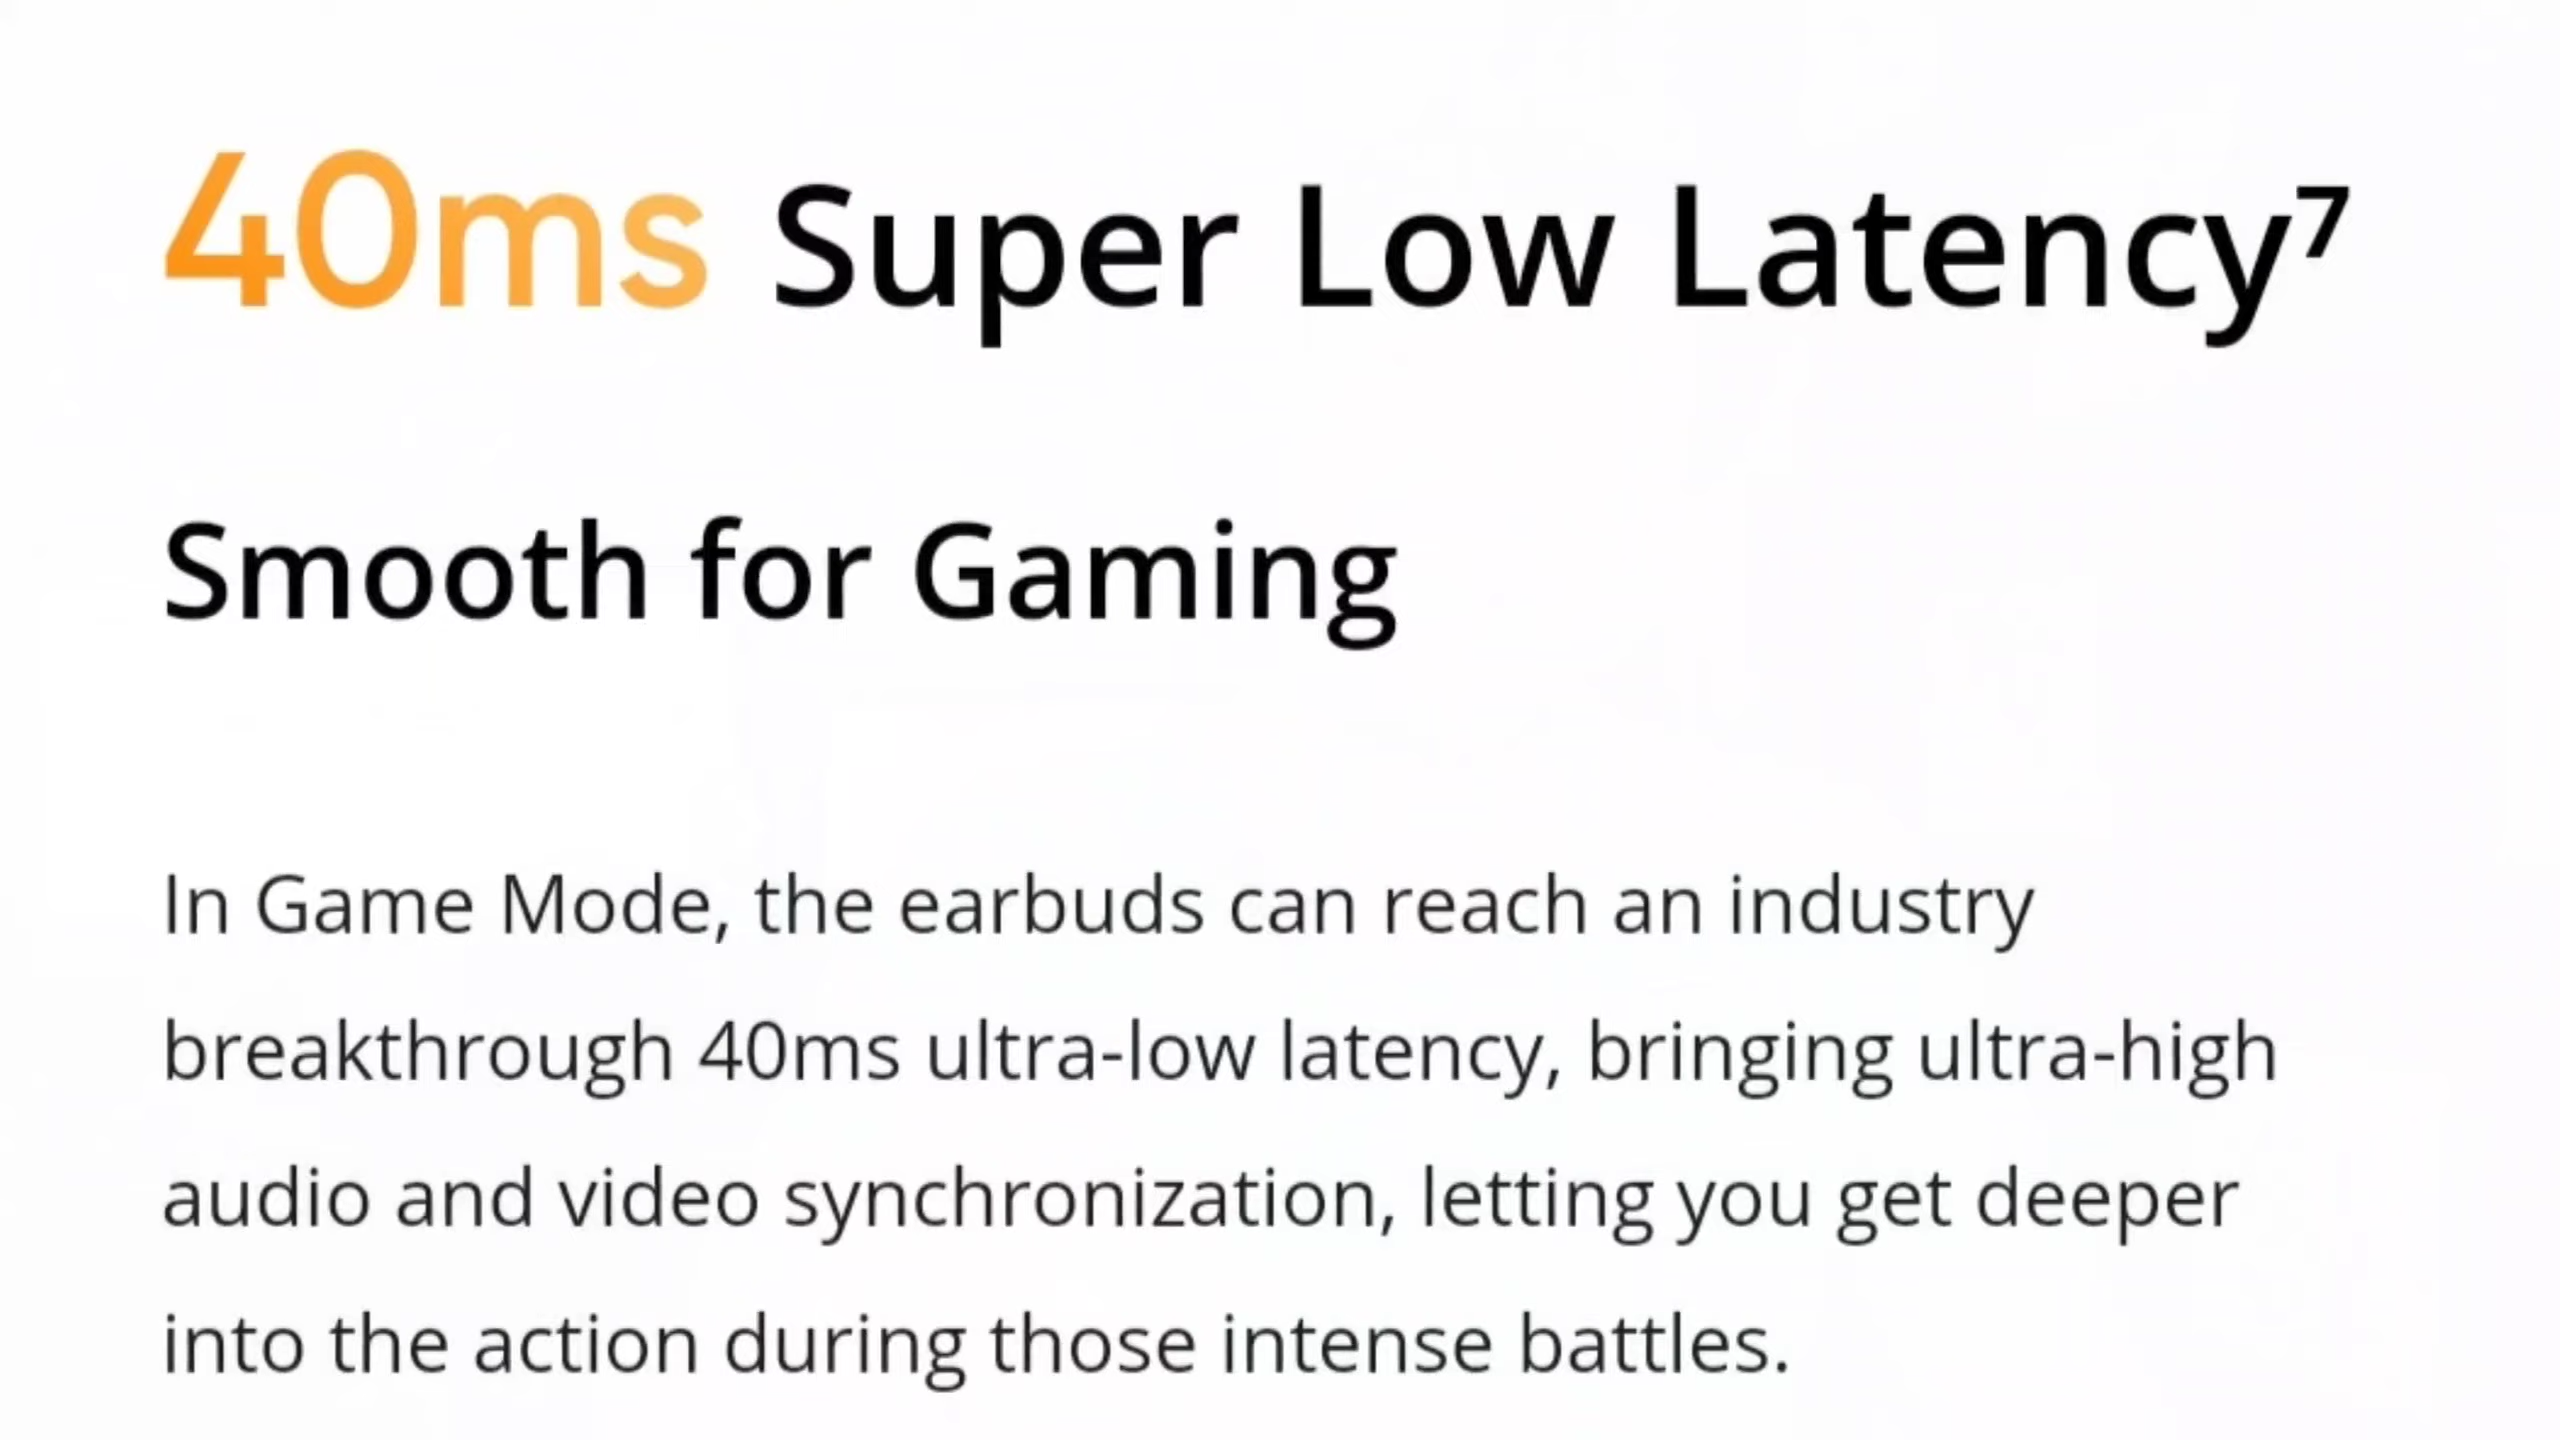 40ms Super Low Latency⁷
Smooth for Gaming
In Game Mode, the earbuds can reach an industry
breakthrough 40ms ultra-low latency, bringing ultra-high
audio and video synchronization, letting you get deeper
into the action during those intense battles.